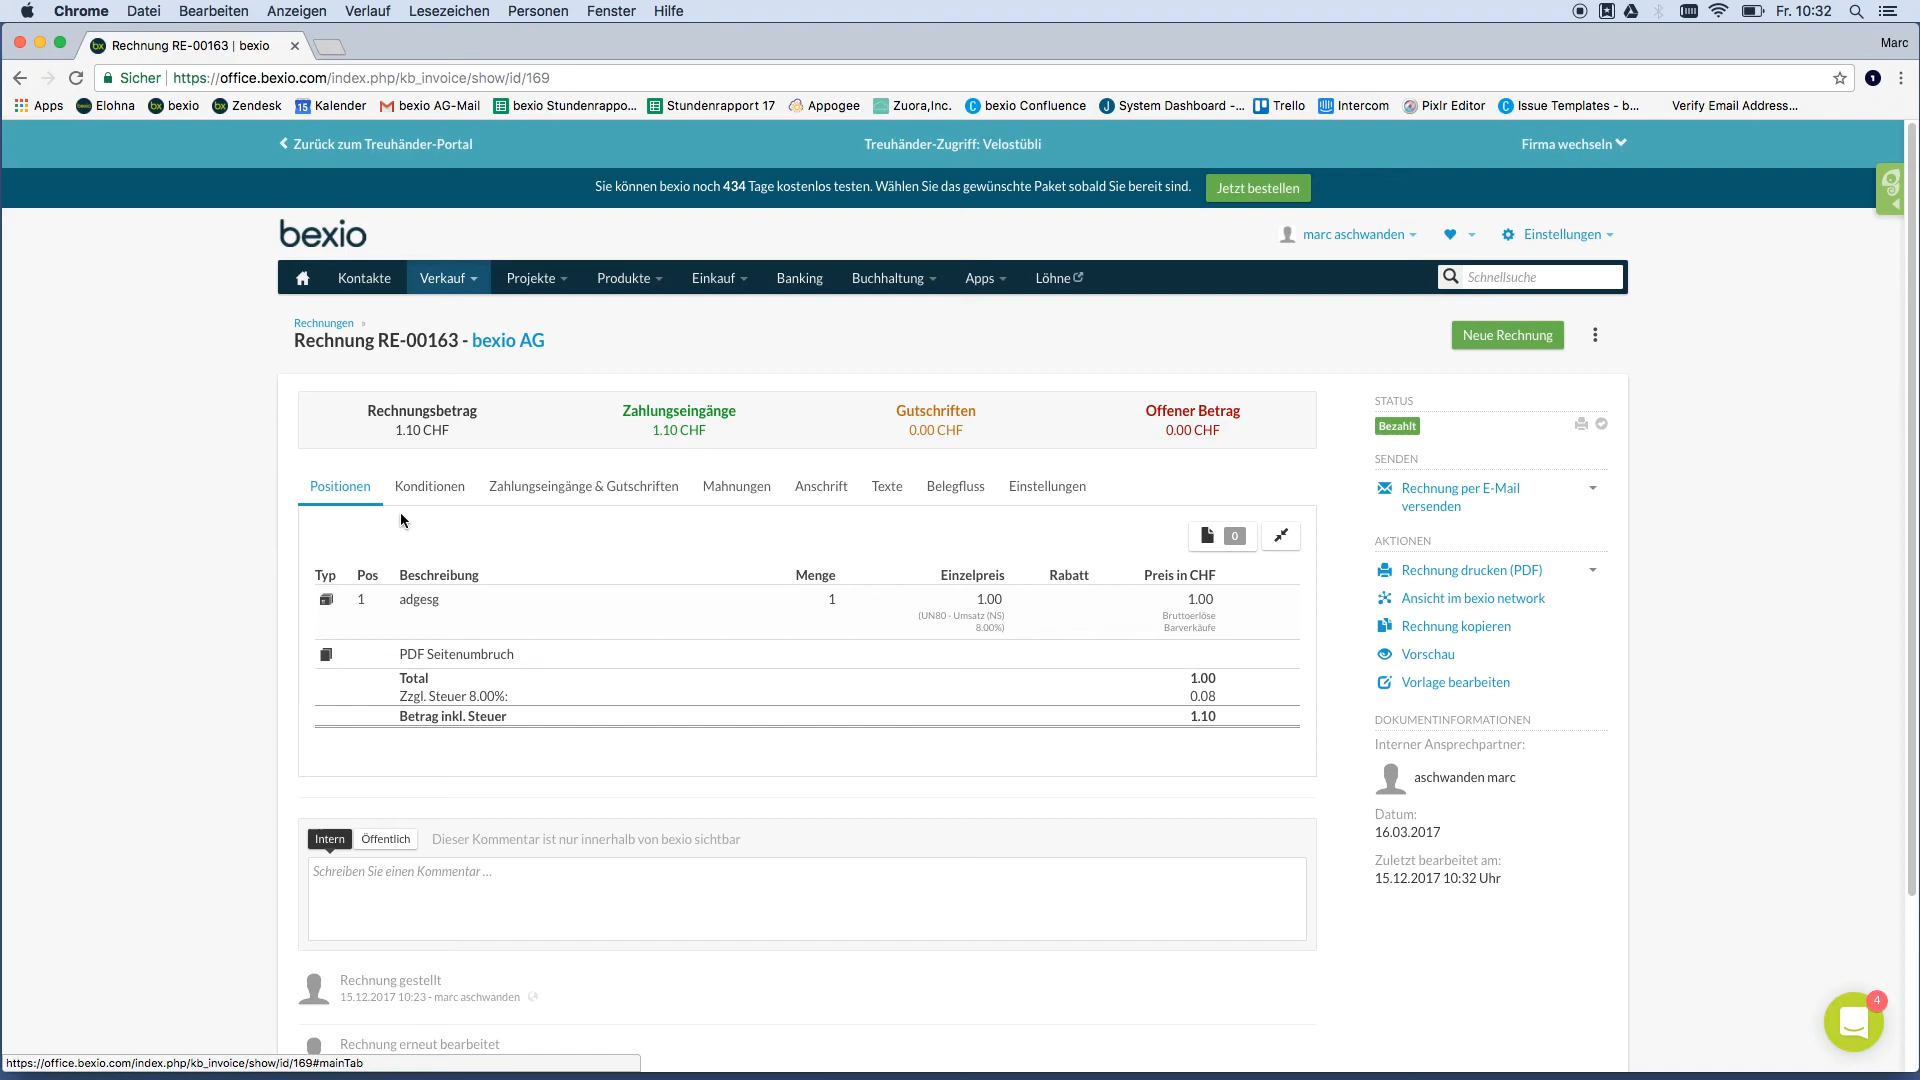 Chrome Datei Bearbeiten Anzeigen Verlauf Lesezeichen Personen Fenster Hilfe Fr. 10:32
Rechnung RE-00163 | bexio Marc
Sicher https://office.bexio.com/index.php/kb_invoice/show/id/169
Apps Elohna bexio Zendesk 15 Kalender bexio AG-Mail bexio Stundenrappo... Stundenrapport 17 Appogee Zuora,Inc. bexio Confluence System Dashboard -... Trello Intercom Pixlr Editor Issue Templates - b... Verify Email Address...
Zurück zum Treuhänder-Portal Treuhänder-Zugriff: Velostübli Firma wechseln
Sie können bexio noch 434 Tage kostenlos testen. Wählen Sie das gewünschte Paket sobald Sie bereit sind. Jetzt bestellen
bexio marc aschwanden Einstellungen
Kontakte Verkauf Projekte Produkte Einkauf Banking Buchhaltung Apps Löhne Schnellsuche
Rechnungen »
Rechnung RE-00163 - bexio AG Neue Rechnung
Rechnungsbetrag Zahlungseingänge Gutschriften Offener Betrag
1.10 CHF 1.10 CHF 0.00 CHF 0.00 CHF
Positionen Konditionen Zahlungseingänge & Gutschriften Mahnungen Anschrift Texte Belegfluss Einstellungen
0
Typ Pos Beschreibung Menge Einzelpreis Rabatt Preis in CHF
1 adgesg 1 1.00 1.00
(UN80 - Umsatz (NS) Bruttoerlöse
8.00%) Barverkäufe
PDF Seitenumbruch
Total 1.00
Zzgl. Steuer 8.00%: 0.08
Betrag inkl. Steuer 1.10
Intern Öffentlich Dieser Kommentar ist nur innerhalb von bexio sichtbar
Schreiben Sie einen Kommentar ...
Rechnung gestellt
15.12.2017 10:23 - marc aschwanden
Rechnung erneut bearbeitet
STATUS
Bezahlt
SENDEN
Rechnung per E-Mail
versenden
AKTIONEN
Rechnung drucken (PDF)
Ansicht im bexio network
Rechnung kopieren
Vorschau
Vorlage bearbeiten
DOKUMENTINFORMATIONEN
Interner Ansprechpartner:
aschwanden marc
Datum:
16.03.2017
Zuletzt bearbeitet am:
15.12.2017 10:32 Uhr
4
https://office.bexio.com/index.php/kb_invoice/show/id/169#mainTab